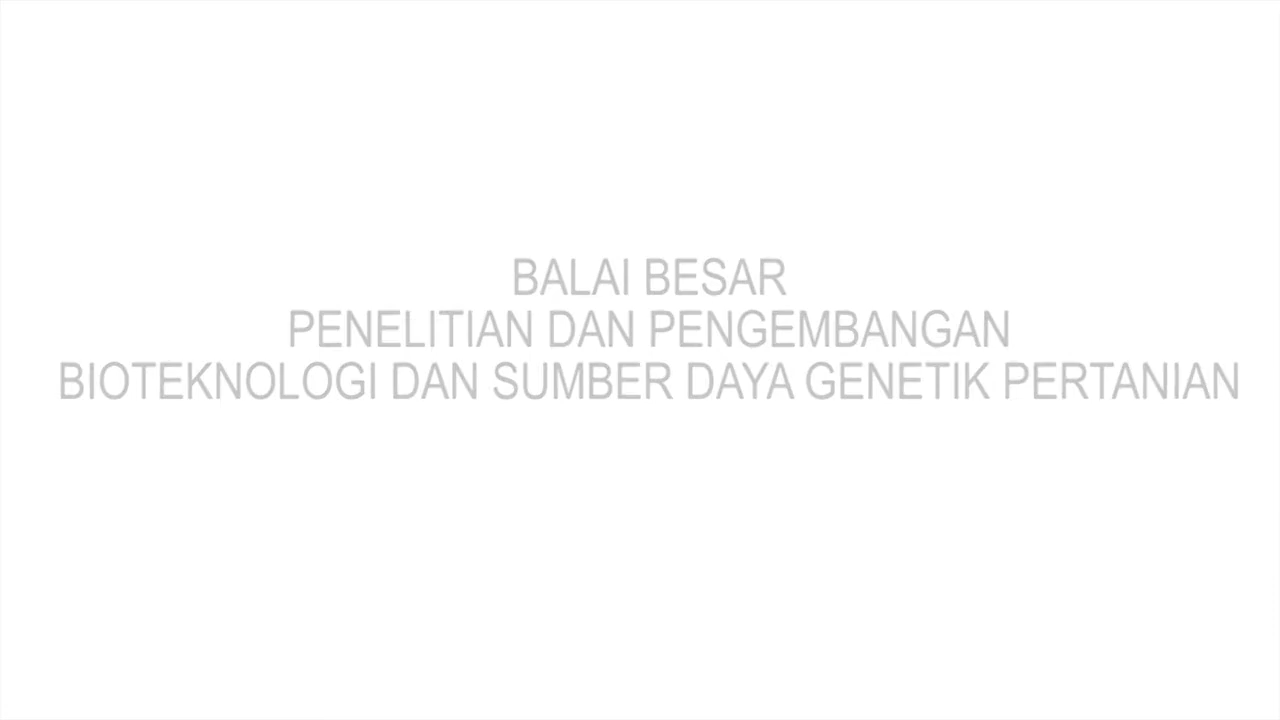 BALAI BESAR
PENELITIAN DAN PENGEMBANGAN
BIOTEKNOLOGI DAN SUMBER DAYA GENETIK PERTANIAN